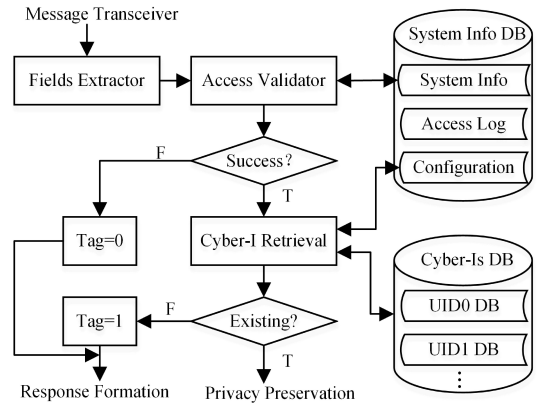 Message Transceiver
System Info DB
Fields Extractor
Access Validator
System Info
Access Log
F
Success?
Configuration
T
Tag=0
Cyber-I Retrieval
Cyber-Is DB
Tag=1
F
Existing?
UID0 DB
T
UID1 DB
Response Formation
Privacy Preservation
⋮